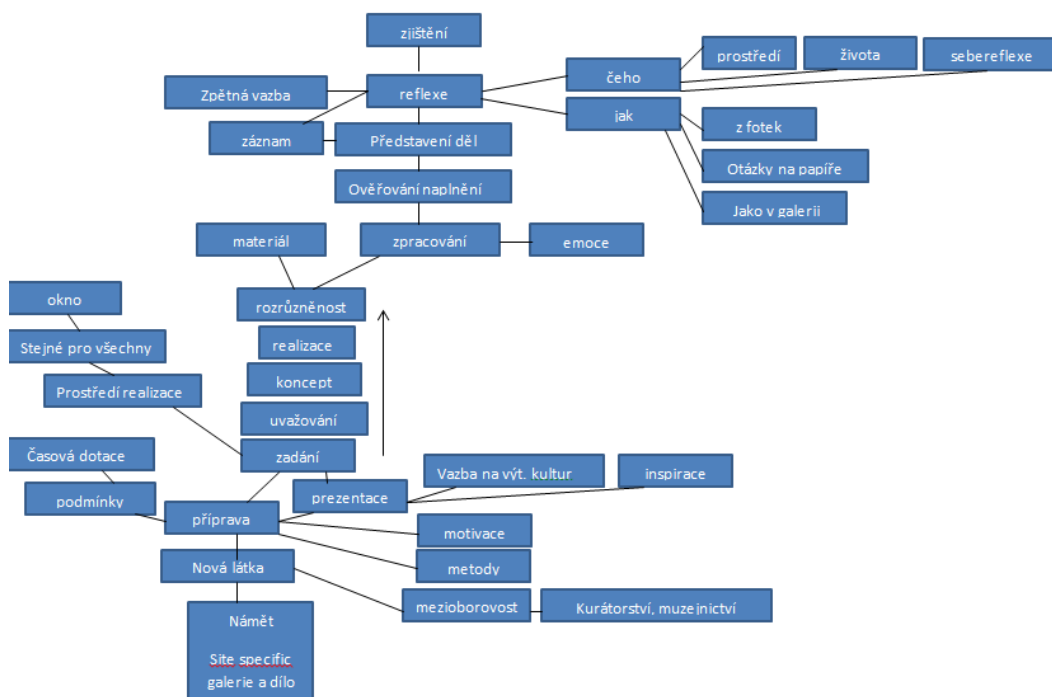 zjištění
prostředí
života
sebereflexe
čeho
Zpětná vazba
reflexe
jak
z fotek
záznam
Představení děl
Otázky na papíře
Ověřování naplnění
Jako v galerii
materiál
zpracování
emoce
okno
rozrůzněnost
Stejné pro všechny
realizace
Prostředí realizace
koncept
uvažování
Časová dotace
zadání
Vazba na výt. kultur
inspirace
podmínky
prezentace
příprava
motivace
Nová látka
metody
mezioborovost
Kurátorství, muzejnictví
Námět
Site specific
galerie a dílo